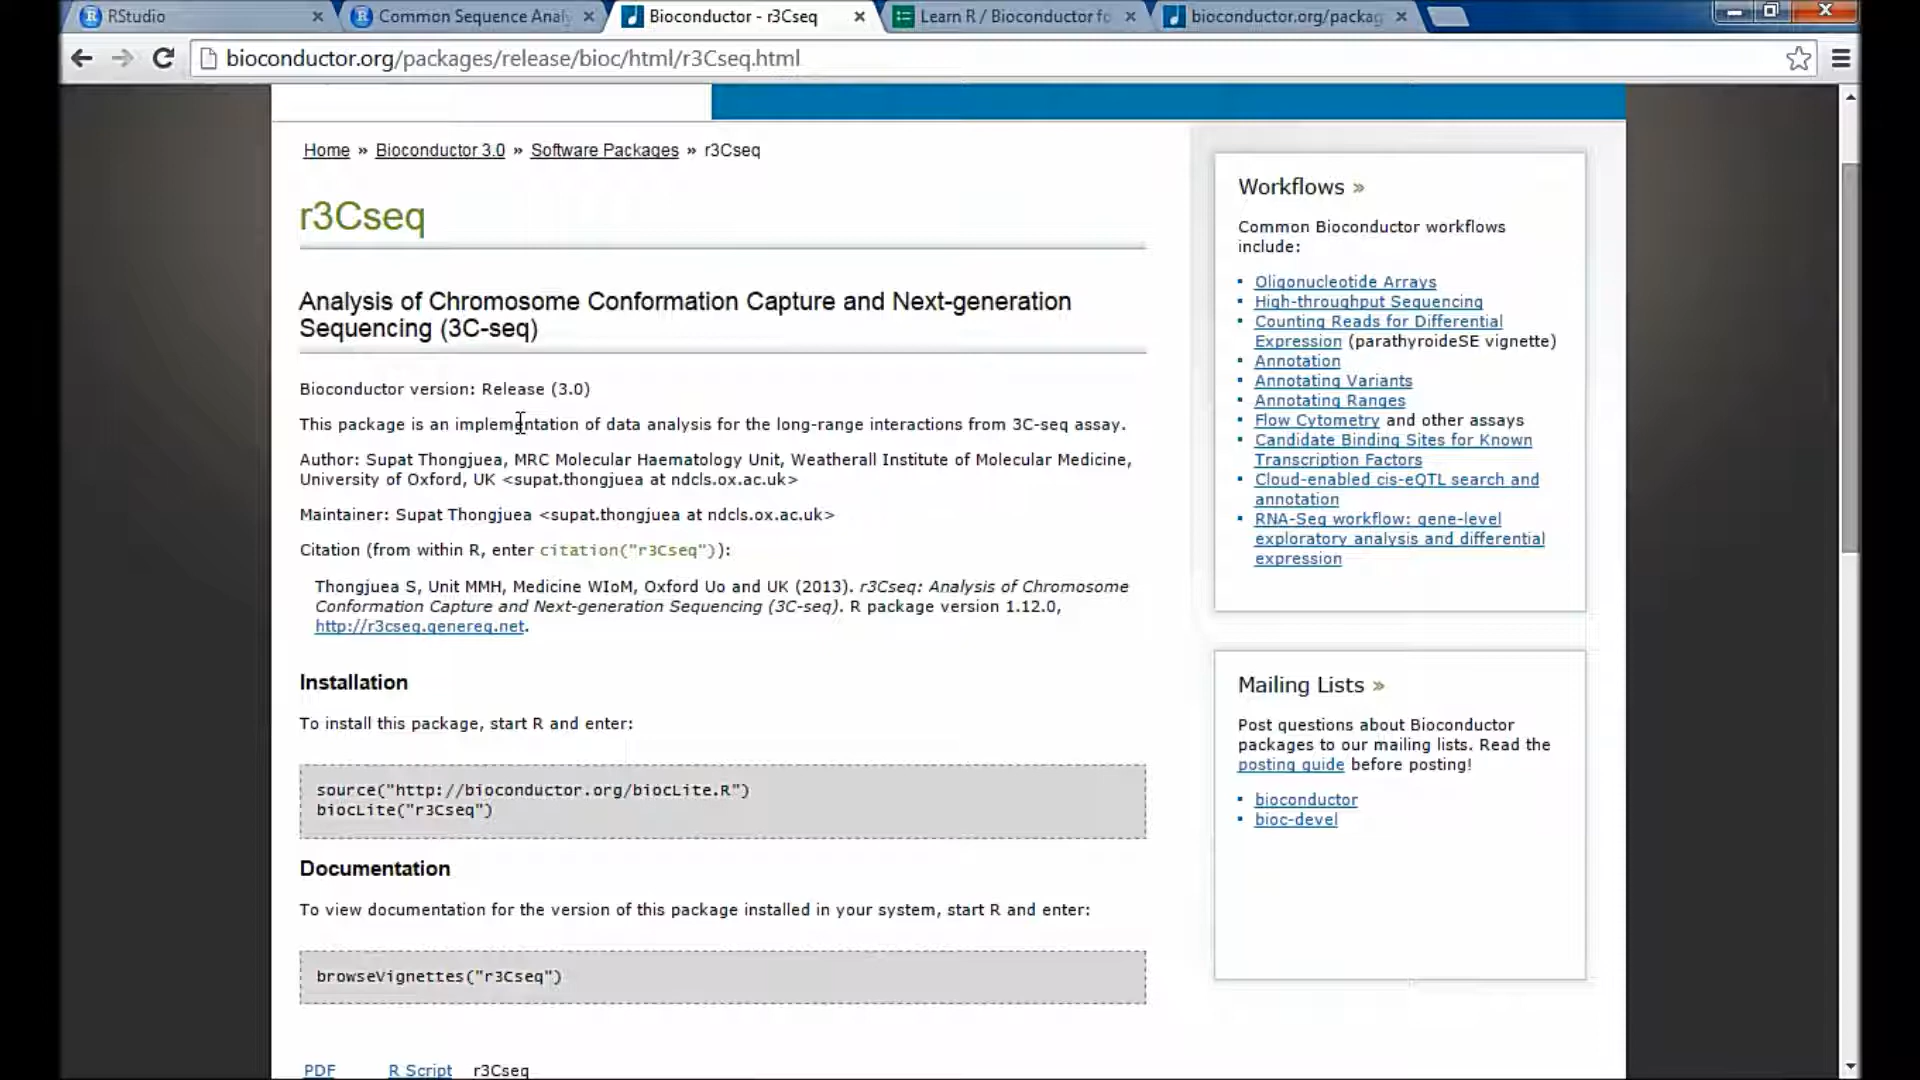 RStudio
Common Sequence Anal
Bioconductor - r3Cseq
Learn R / Bioconductor fo
bioconductor.org/packag
bioconductor.org/packages/release/bioc/html/r3Cseq.html
Home » Bioconductor 3.0 » Software Packages » r3Cseq
r3Cseq
Analysis of Chromosome Conformation Capture and Next-generation
Sequencing (3C-seq)
Bioconductor version: Release (3.0)
This package is an implementation of data analysis for the long-range interactions from 3C-seq assay.
Author: Supat Thongjuea, MRC Molecular Haematology Unit, Weatherall Institute of Molecular Medicine,
University of Oxford, UK <supat.thongjuea at ndcls.ox.ac.uk>
Maintainer: Supat Thongjuea <supat.thongjuea at ndcls.ox.ac.uk>
Citation (from within R, enter citation("r3Cseq")):
Thongjuea S, Unit MMH, Medicine WIoM, Oxford Uo and UK (2013). r3Cseq: Analysis of Chromosome
Conformation Capture and Next-generation Sequencing (3C-seq). R package version 1.12.0,
http://r3cseq.genereg.net.
Installation
To install this package, start R and enter:
source("http://bioconductor.org/biocLite.R")
biocLite("r3Cseq")
Documentation
To view documentation for the version of this package installed in your system, start R and enter:
browseVignettes("r3Cseq")
PDF R Script r3Cseq
Workflows »
Common Bioconductor workflows
include:
Oligonucleotide Arrays
High-throughput Sequencing
Counting Reads for Differential
Expression (parathyroideSE vignette)
Annotation
Annotating Variants
Annotating Ranges
Flow Cytometry and other assays
Candidate Binding Sites for Known
Transcription Factors
Cloud-enabled cis-eQTL search and
annotation
RNA-Seq workflow: gene-level
exploratory analysis and differential
expression
Mailing Lists »
Post questions about Bioconductor
packages to our mailing lists. Read the
posting guide before posting!
bioconductor
bioc-devel